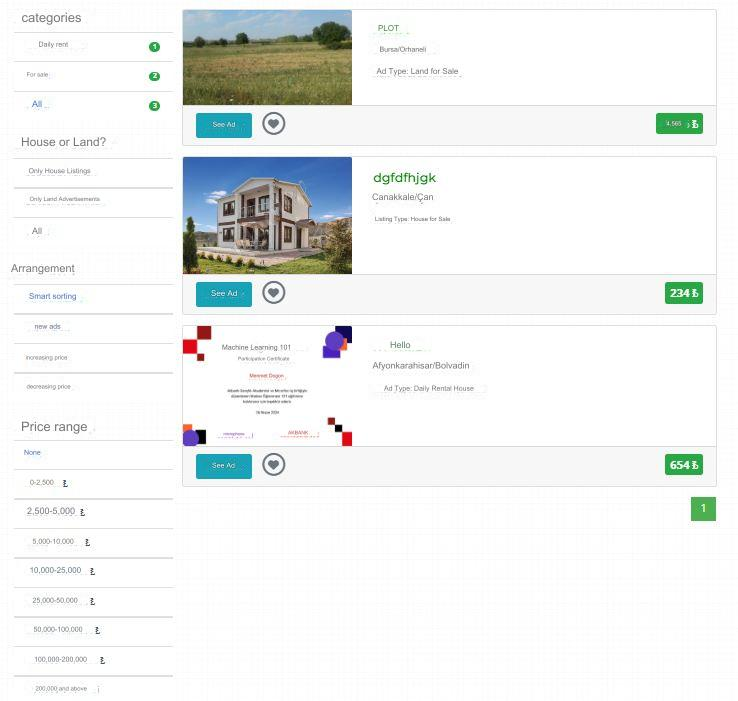 categories
Daily rent
1
For sale
2
All
3
House or Land?
Only House Listings
Only Land Advertisements
All
Arrangement
Smart sorting
new ads
increasing price
decreasing price
Price range
None
0-2,500 ₺
2,500-5,000 ₺
5,000-10,000 ₺
10,000-25,000 ₺
25,000-50,000 ₺
50,000-100,000 ₺
100,000-200,000 ₺
200,000 and above
PLOT
Bursa/Orhaneli
Ad Type: Land for Sale
See Ad
4,565 ₺
dgfdfhjgk
Canakkale/Çan
Listing Type: House for Sale
See Ad
234 ₺
Machine Learning 101
Participation Certificate
Mehmet Dogon
26 Nisan 2024
AKBANK
Hello
Afyonkarahisar/Bolvadin
Ad Type: Daily Rental House
See Ad
654 ₺
1